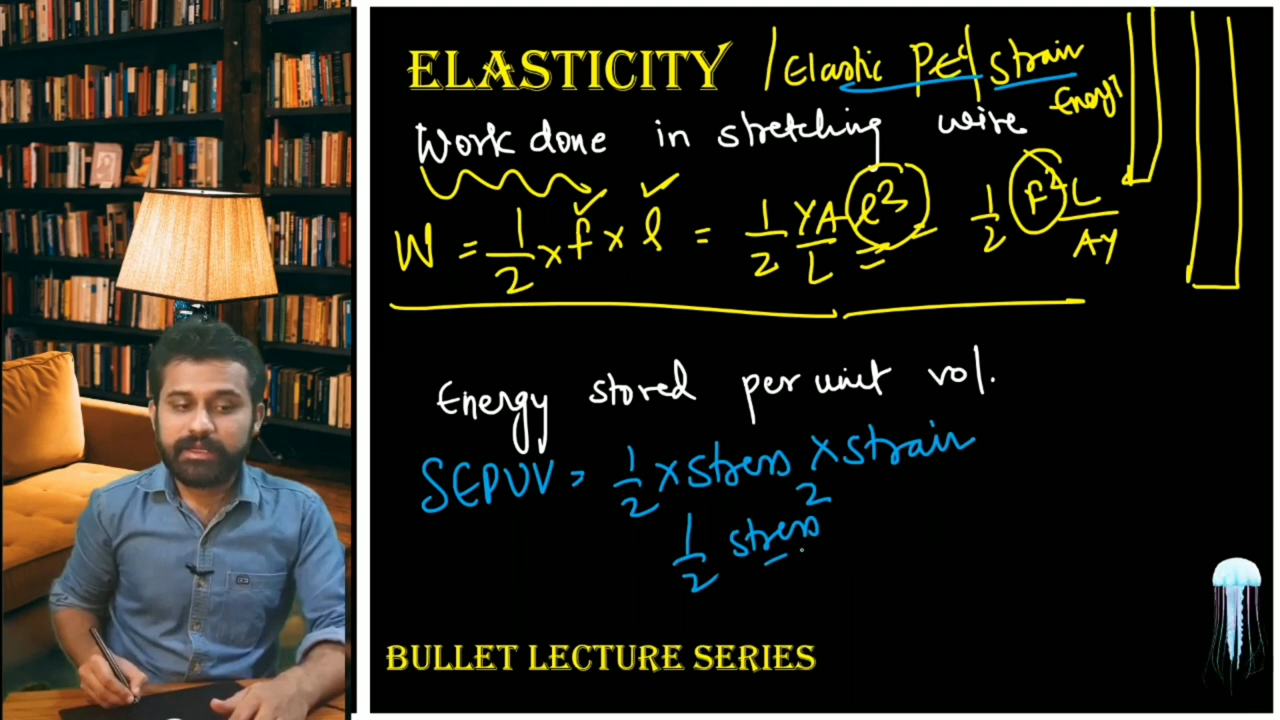 ELASTICITY / Elastic PEy / strain Energy
Work done in stretching wire
W = 1/2 × f × l = 1/2 YA/L l² 1/2 F²L/AY
Energy stored per unit vol.
SEPUV = 1/2 × stress × strain
1/2 stress²
BULLET LECTURE SERIES